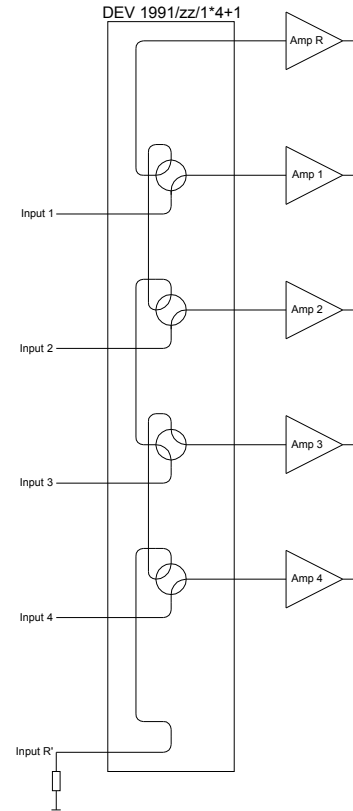 DEV 1991/zz/1*4+1
Amp R
Amp 1
Input 1
Amp 2
Input 2
Amp 3
Input 3
Amp 4
Input 4
Input R'